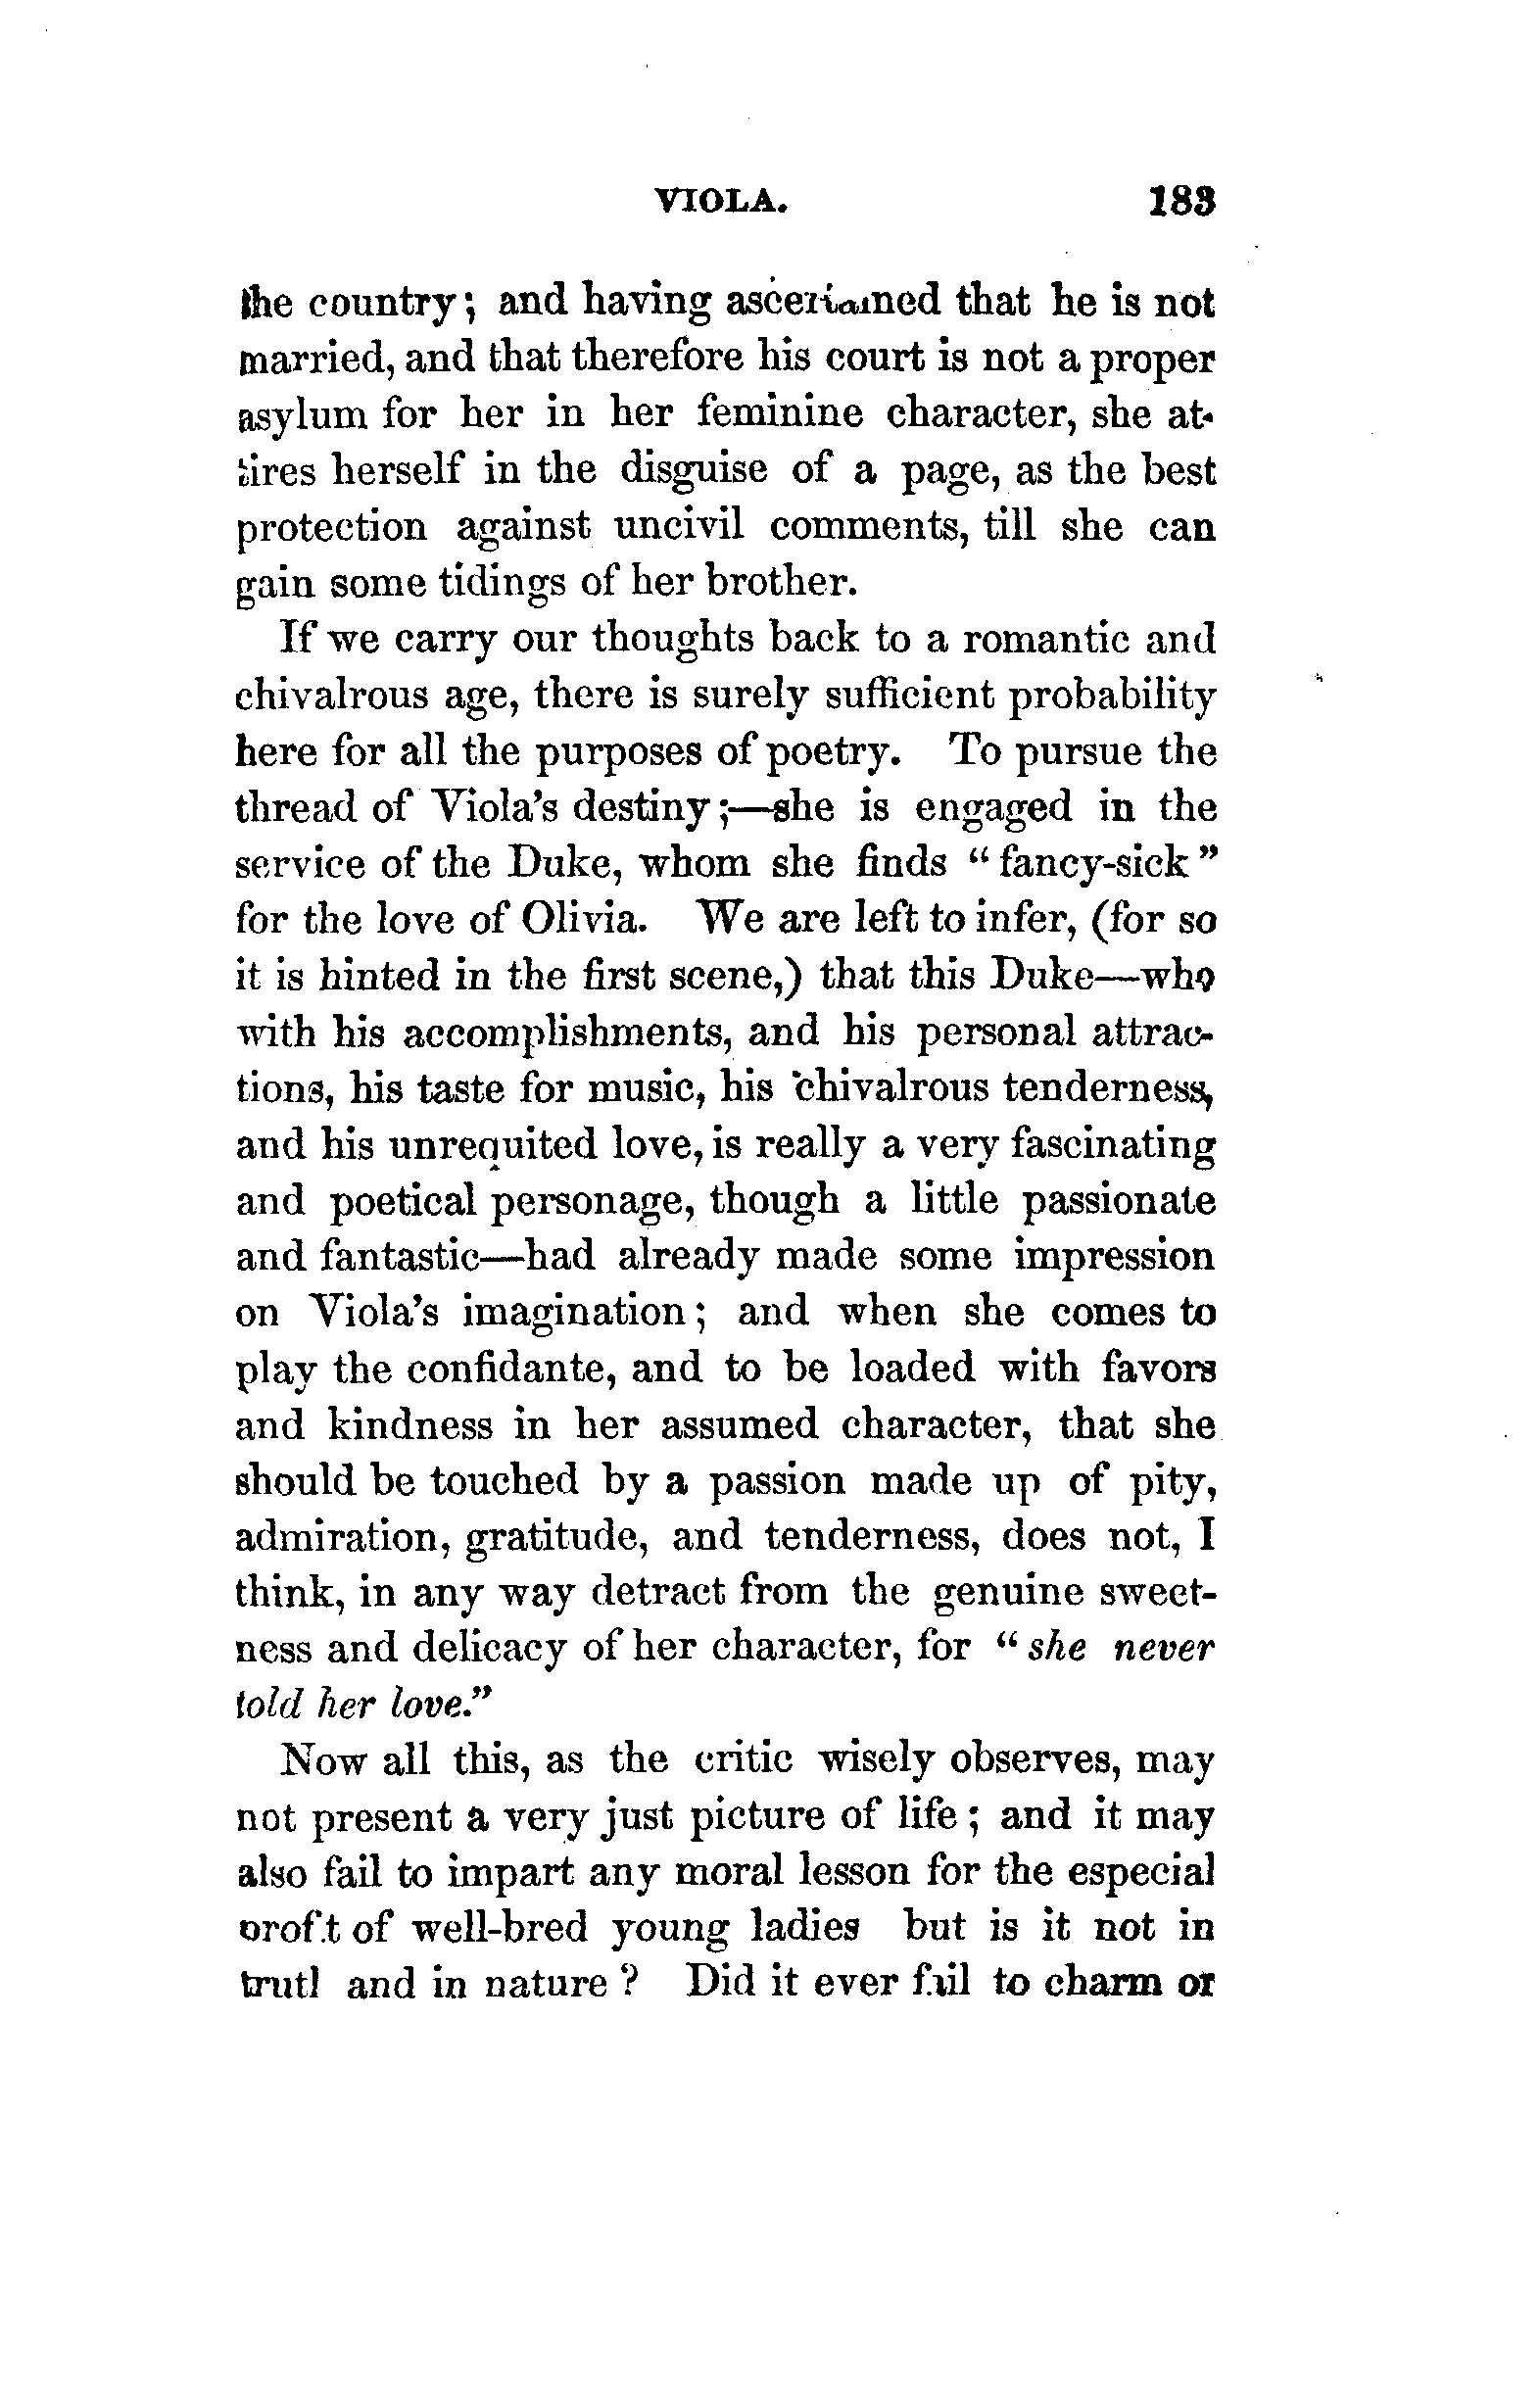 VIOLA. 183
the country; and having ascertained that he is not
married, and that therefore his court is not a proper
asylum for her in her feminine character, she at-
tires herself in the disguise of a page, as the best
protection against uncivil comments, till she can
gain some tidings of her brother.
If we carry our thoughts back to a romantic and
chivalrous age, there is surely sufficient probability
here for all the purposes of poetry. To pursue the
thread of Viola's destiny;—she is engaged in the
service of the Duke, whom she finds "fancy-sick"
for the love of Olivia. We are left to infer, (for so
it is hinted in the first scene,) that this Duke—who
with his accomplishments, and his personal attrac-
tions, his taste for music, his chivalrous tenderness,
and his unrequited love, is really a very fascinating
and poetical personage, though a little passionate
and fantastic—had already made some impression
on Viola's imagination; and when she comes to
play the confidante, and to be loaded with favors
and kindness in her assumed character, that she
should be touched by a passion made up of pity,
admiration, gratitude, and tenderness, does not, I
think, in any way detract from the genuine sweet-
ness and delicacy of her character, for "she never
told her love."
Now all this, as the critic wisely observes, may
not present a very just picture of life; and it may
also fail to impart any moral lesson for the especial
profit of well-bred young ladies but is it not in
truth and in nature? Did it ever fail to charm or